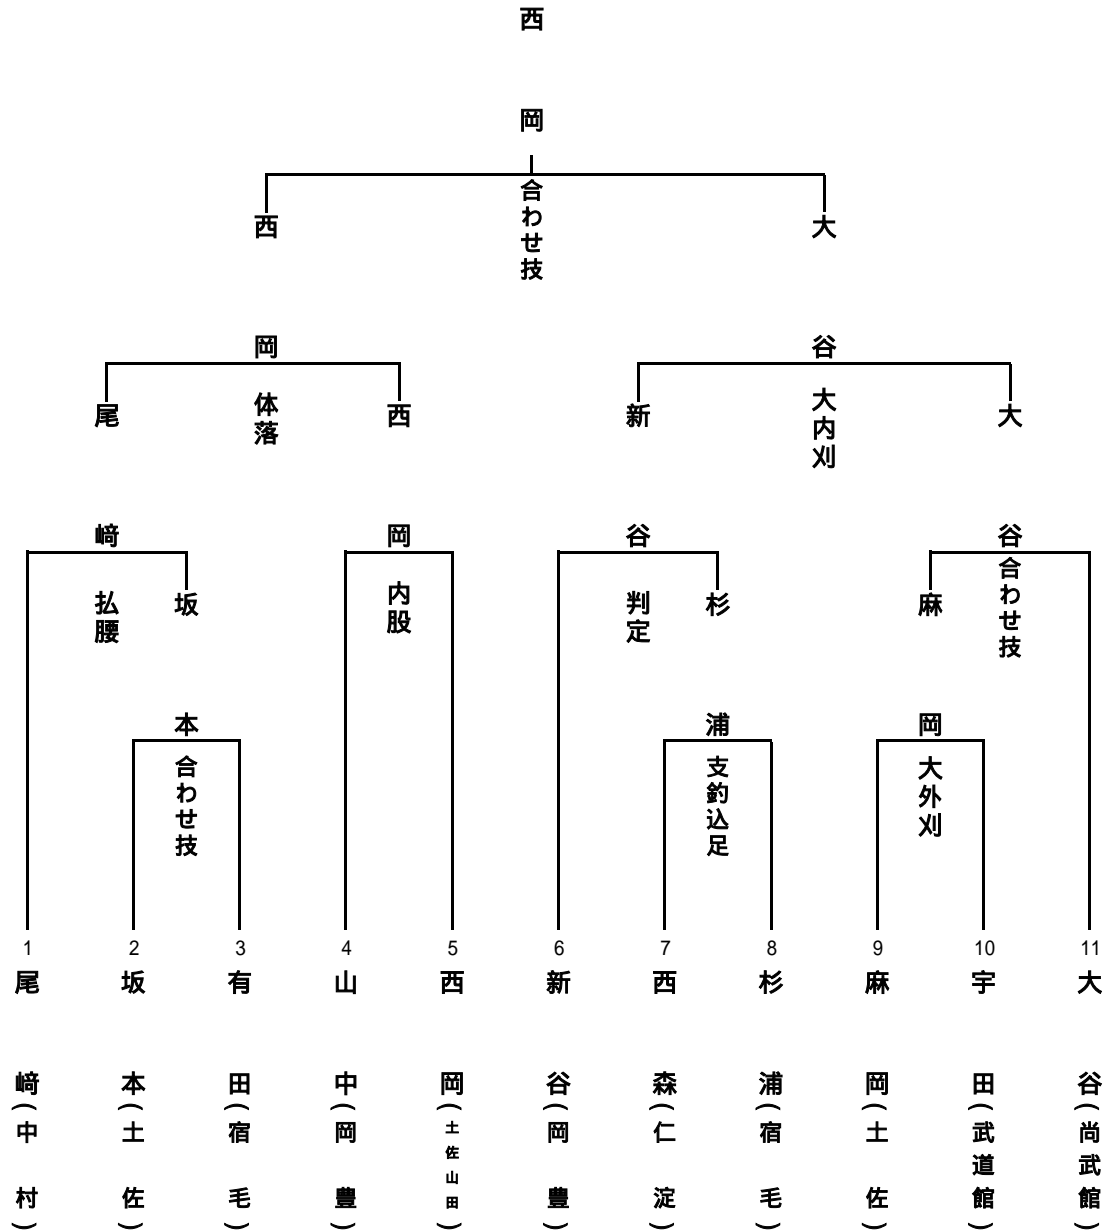 西岡
合わせ技
西岡
大谷
体落
大内刈
尾﨑
西岡
新谷
大谷
払腰
内股
判定
合わせ技
坂本
杉浦
麻岡
合わせ技
支釣込足
大外刈
1 尾﨑(中村)
2 坂本(土佐)
3 有田(宿毛)
4 山中(岡豊)
5 西岡(土佐山田)
6 新谷(岡豊)
7 西森(仁淀)
8 杉浦(宿毛)
9 麻岡(土佐)
10 宇田(武道館)
11 大谷(尚武館)